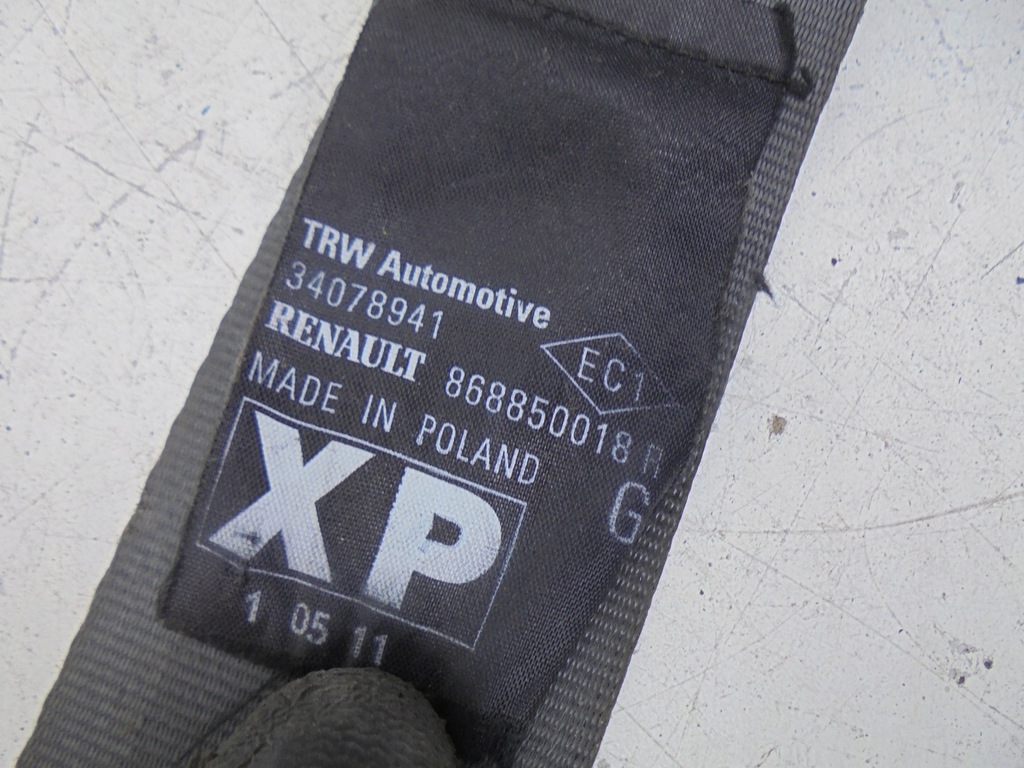 TRW Automotive
34078941
EC1
RENAULT 868850018 R
MADE IN POLAND
G
XP
1 05 11